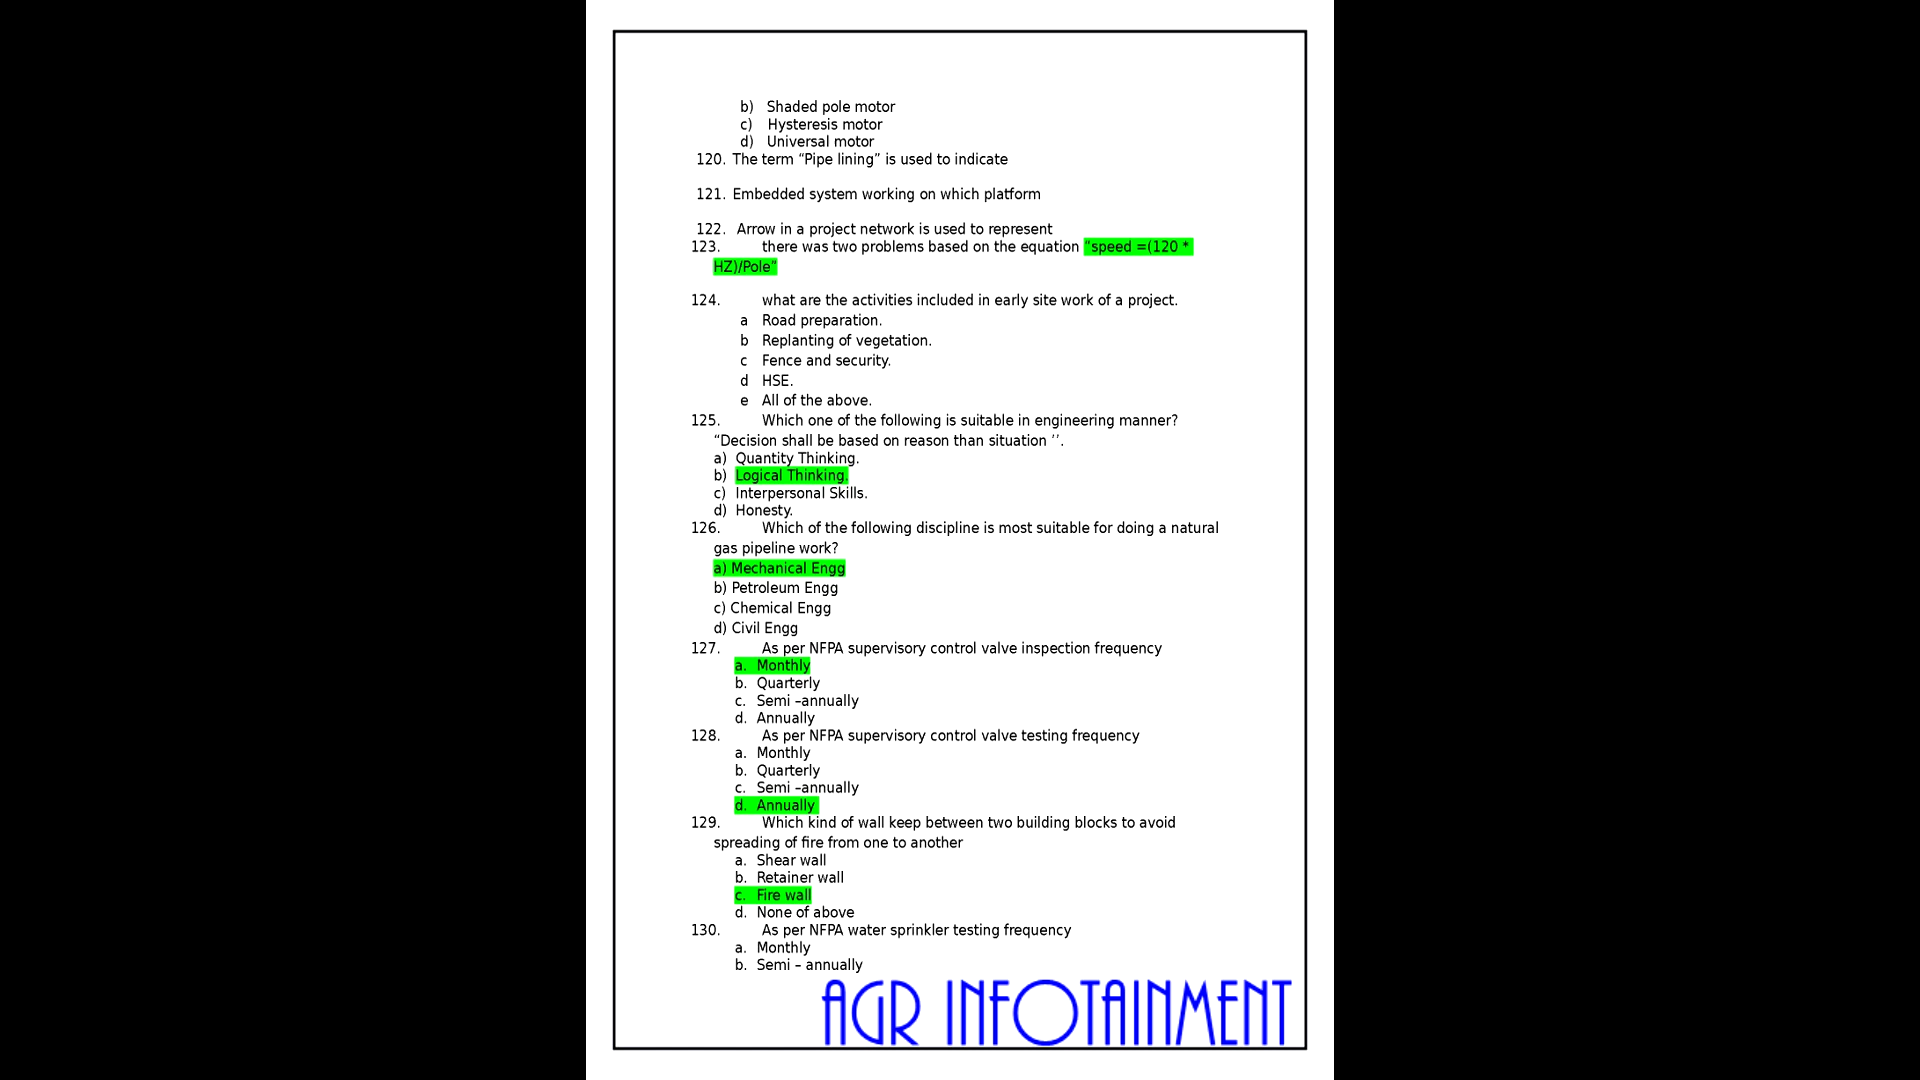 b) Shaded pole motor
c) Hysteresis motor
d) Universal motor
120. The term “Pipe lining” is used to indicate
121. Embedded system working on which platform
122. Arrow in a project network is used to represent
123. there was two problems based on the equation “speed =(120 *
HZ)/Pole“
124. what are the activities included in early site work of a project.
a Road preparation.
b Replanting of vegetation.
c Fence and security.
d HSE.
e All of the above.
125. Which one of the following is suitable in engineering manner?
“Decision shall be based on reason than situation ’’.
a) Quantity Thinking.
b) Logical Thinking.
c) Interpersonal Skills.
d) Honesty.
126. Which of the following discipline is most suitable for doing a natural
gas pipeline work?
a) Mechanical Engg
b) Petroleum Engg
c) Chemical Engg
d) Civil Engg
127. As per NFPA supervisory control valve inspection frequency
a. Monthly
b. Quarterly
c. Semi –annually
d. Annually
128. As per NFPA supervisory control valve testing frequency
a. Monthly
b. Quarterly
c. Semi –annually
d. Annually
129. Which kind of wall keep between two building blocks to avoid
spreading of fire from one to another
a. Shear wall
b. Retainer wall
c. Fire wall
d. None of above
130. As per NFPA water sprinkler testing frequency
a. Monthly
b. Semi – annually
AGR INFOTAINMENT